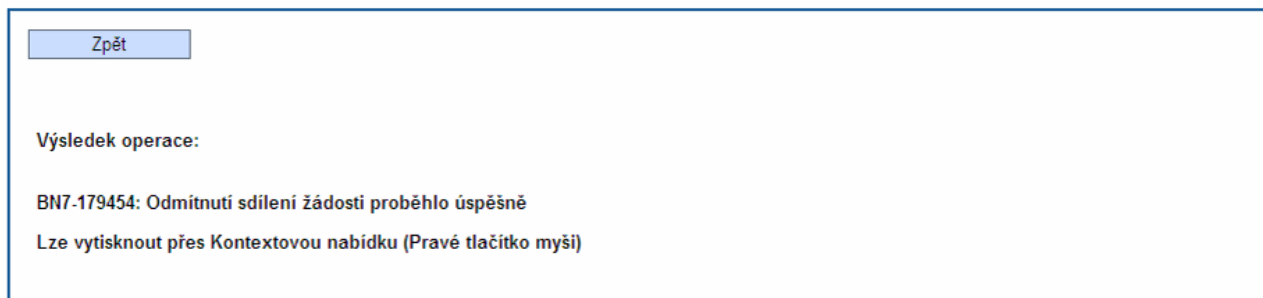 Zpět
Výsledek operace:
BN7-179454: Odmítnutí sdílení žádosti proběhlo úspěšně
Lze vytisknout přes Kontextovou nabídku (Pravé tlačítko myši)